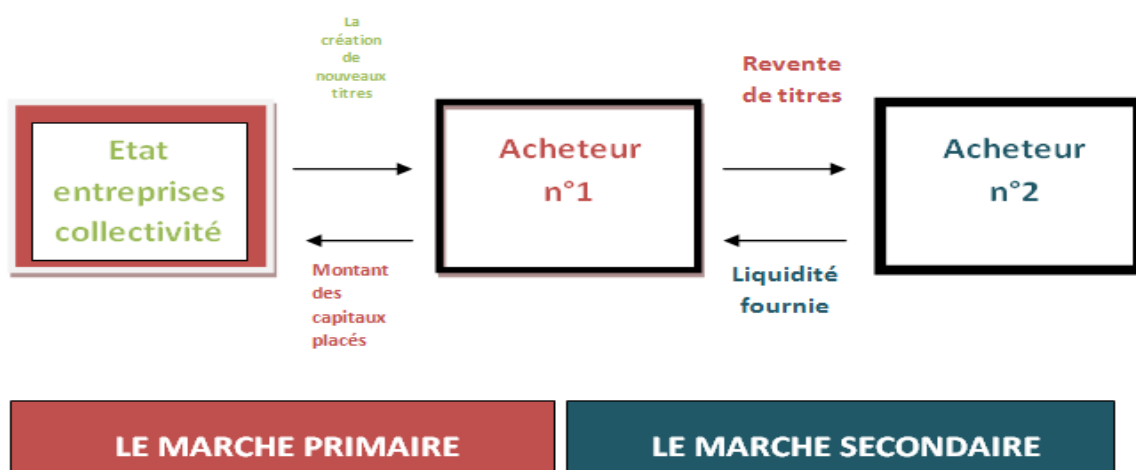 La
création
de
nouveaux
titres
Revente
de titres
Etat
entreprises
collectivité
Acheteur
n°1
Acheteur
n°2
Montant
des
capitaux
placés
Liquidité
fournie
LE MARCHE PRIMAIRE
LE MARCHE SECONDAIRE